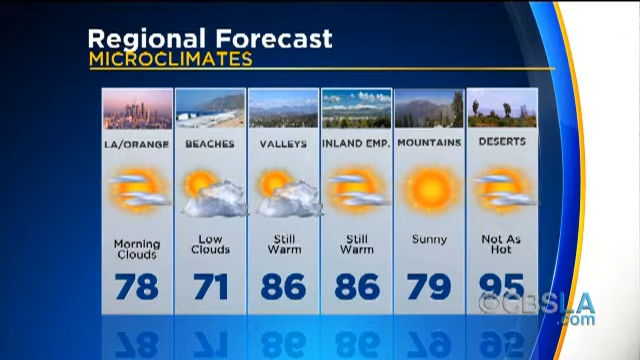 Regional Forecast
MICROCLIMATES
LA/ORANGE BEACHES VALLEYS INLAND EMP. MOUNTAINS DESERTS
Morning Clouds Low Clouds Still Warm Still Warm Sunny Not As Hot
78 71 86 86 79 95
©CBSLA
.com